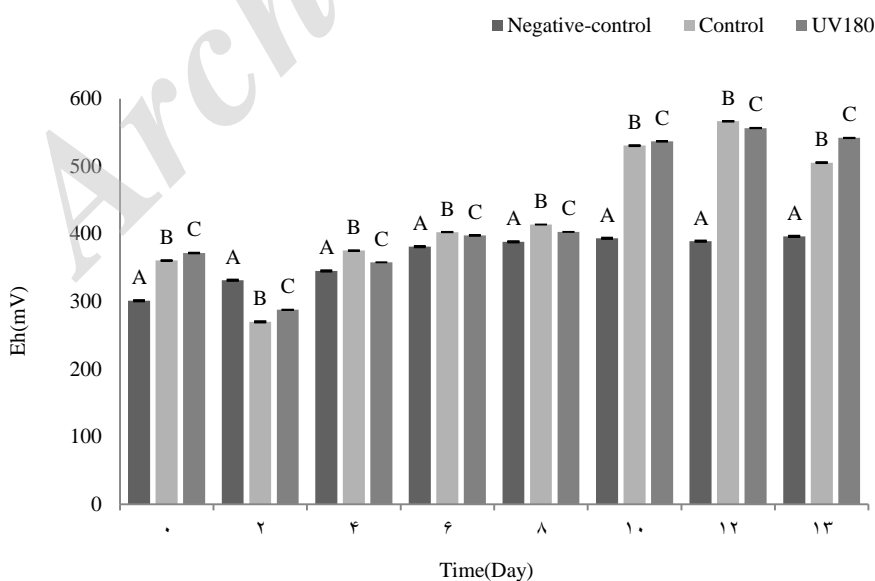 Arch
Negative-control Control UV180
600
500
400
300
200
100
0
Eh(mV)
A B C
A B C
A B C
A B C
A B C
A B C
A B C
A B C
۰ ۲ ۴ ۶ ۸ ۱۰ ۱۲ ۱۳
Time(Day)